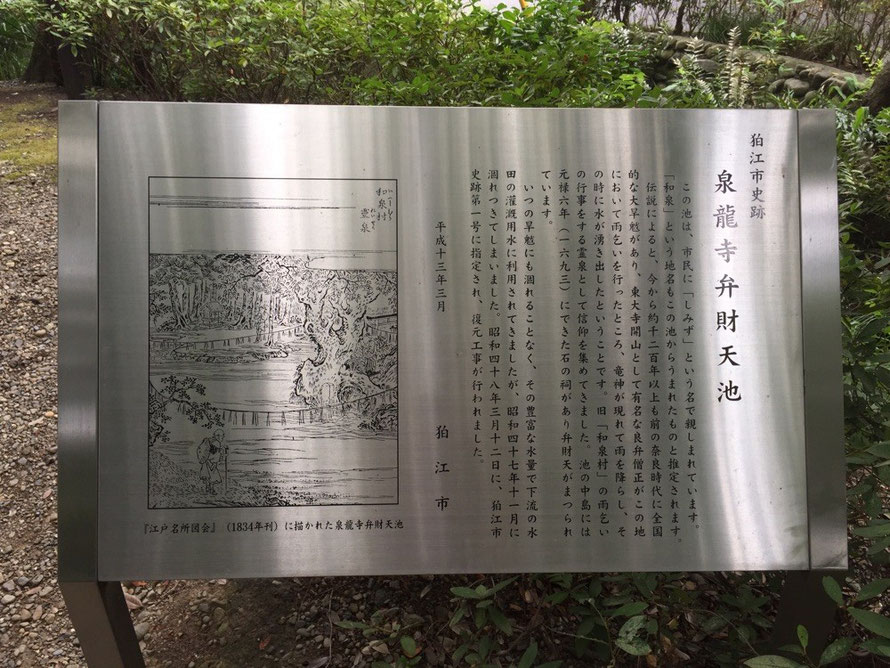 狛江市史跡
泉龍寺弁財天池
この池は、市民に「しみず」という名で親しまれています。
「和泉」という地名もこの池からうまれたものと推定されます。
伝説によると、今から約千二百年以上も前の奈良時代に全国
的な大旱魃があり、東大寺開山として有名な良弁僧正がこの地
において雨乞いを行ったところ、竜神が現れて雨を降らし、そ
の時に水が湧き出したということです。旧「和泉村」の雨乞い
の行事をする霊泉として信仰を集めてきました。池の中島には
元禄六年(一六九三)にできた石の祠があり弁財天がまつられ
ています。
いつの旱魃にも涸れることなく、その豊富な水量で下流の水
田の灌漑用水に利用されてきましたが、昭和四十七年十一月に
涸れつきてしまいました。昭和四十八年三月十二日に、狛江市
史跡第一号に指定され、復元工事が行われました。
平成十三年三月
狛江市
和泉村
霊泉
『江戸名所図会』(1834年刊)に描かれた泉龍寺弁財天池